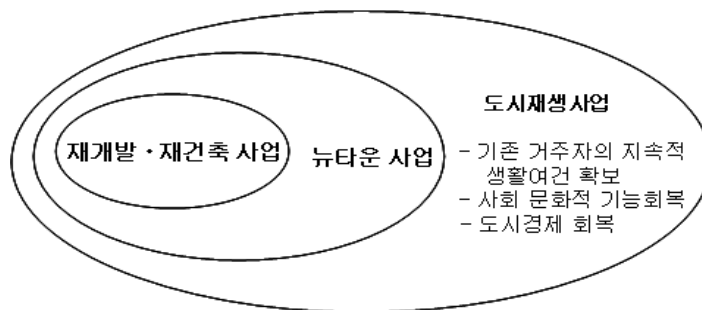 도시재생사업
재개발·재건축 사업
뉴타운 사업
- 기존 거주자의 지속적
생활여건 확보
- 사회 문화적 기능회복
- 도시경제 회복